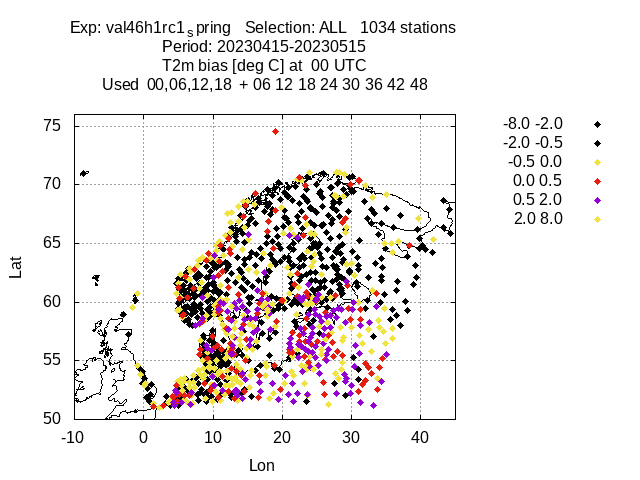 Exp: val46h1rc1spring Selection: ALL 1034 stations
Period: 20230415-20230515
T2m bias [deg C] at 00 UTC
Used 00,06,12,18 + 06 12 18 24 30 36 42 48
-8.0 -2.0
-2.0 -0.5
-0.5 0.0
0.0 0.5
0.5 2.0
2.0 8.0
75
70
65
60
55
50
Lat
-10 0 10 20 30 40
Lon